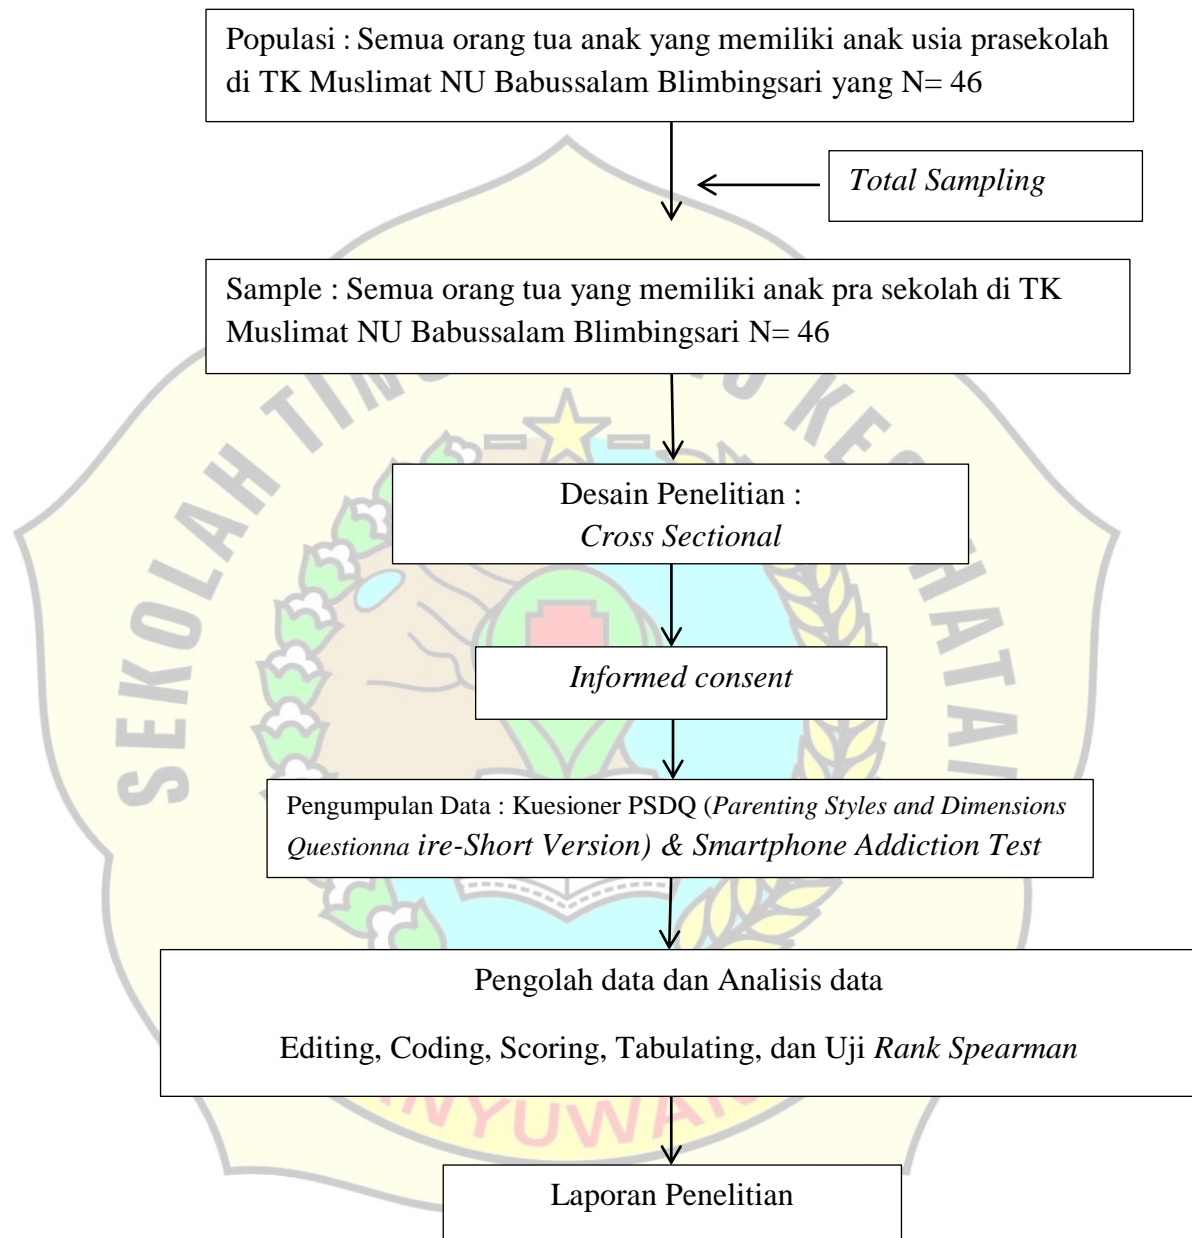 Populasi : Semua orang tua anak yang memiliki anak usia prasekolah
di TK Muslimat NU Babussalam Blimbingsari yang N= 46
Total Sampling
Sample : Semua orang tua yang memiliki anak pra sekolah di TK
Muslimat NU Babussalam Blimbingsari N= 46
Desain Penelitian :
Cross Sectional
Informed consent
Pengumpulan Data : Kuesioner PSDQ (Parenting Styles and Dimensions
Questionna ire-Short Version) & Smartphone Addiction Test
Pengolah data dan Analisis data
Editing, Coding, Scoring, Tabulating, dan Uji Rank Spearman
Laporan Penelitian
SEKOLAH